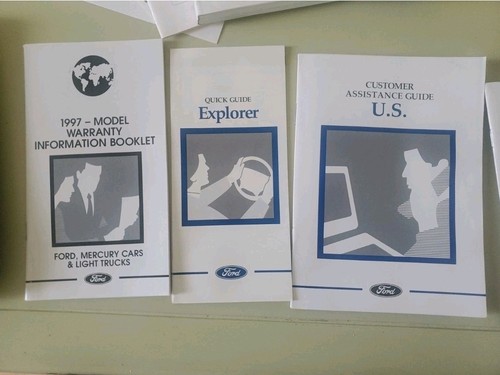 1997 – MODEL
WARRANTY
INFORMATION BOOKLET
FORD, MERCURY CARS
& LIGHT TRUCKS
Ford
QUICK GUIDE
Explorer
Ford
CUSTOMER
ASSISTANCE GUIDE
U.S.
Ford